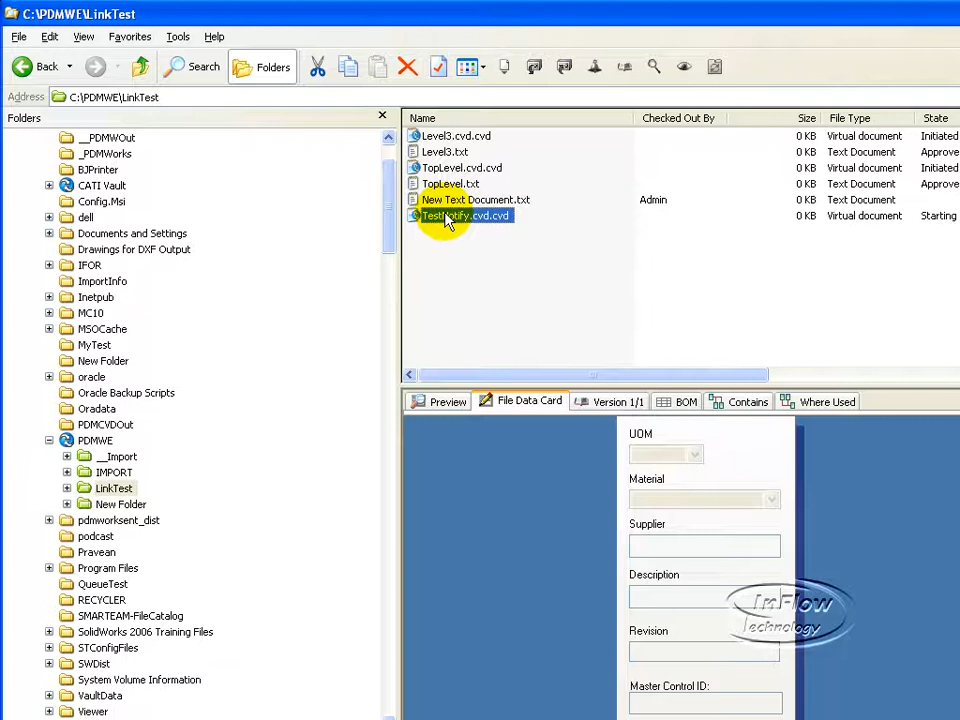 C:\PDMWE\LinkTest
File Edit View Favorites Tools Help
Back Search Folders
Address C:\PDMWE\LinkTest
Folders
__PDMWOut
_PDMWorks
BJPrinter
CATI Vault
Config.Msi
dell
Documents and Settings
Drawings for DXF Output
IFOR
ImportInfo
Inetpub
MC10
MSOCache
MyTest
New Folder
oracle
Oracle Backup Scripts
Oradata
PDMCVDOut
PDMWE
__Import
IMPORT
LinkTest
New Folder
pdmworksent_dist
podcast
Pravean
Program Files
QueueTest
RECYCLER
SMARTEAM-FileCatalog
SolidWorks 2006 Training Files
STConfigFiles
SWDist
System Volume Information
VaultData
Viewer
Name Checked Out By Size File Type State
Level3.cvd.cvd 0 KB Virtual document Initiated
Level3.txt 0 KB Text Document Approve
TopLevel.cvd.cvd 0 KB Virtual document Initiated
TopLevel.txt 0 KB Text Document Approve
New Text Document.txt Admin 0 KB Text Document
TestNotify.cvd.cvd 0 KB Virtual document Starting
Preview File Data Card Version 1/1 BOM Contains Where Used
UOM
Material
Supplier
Description
Revision
Master Control ID:
InFlow
Technology